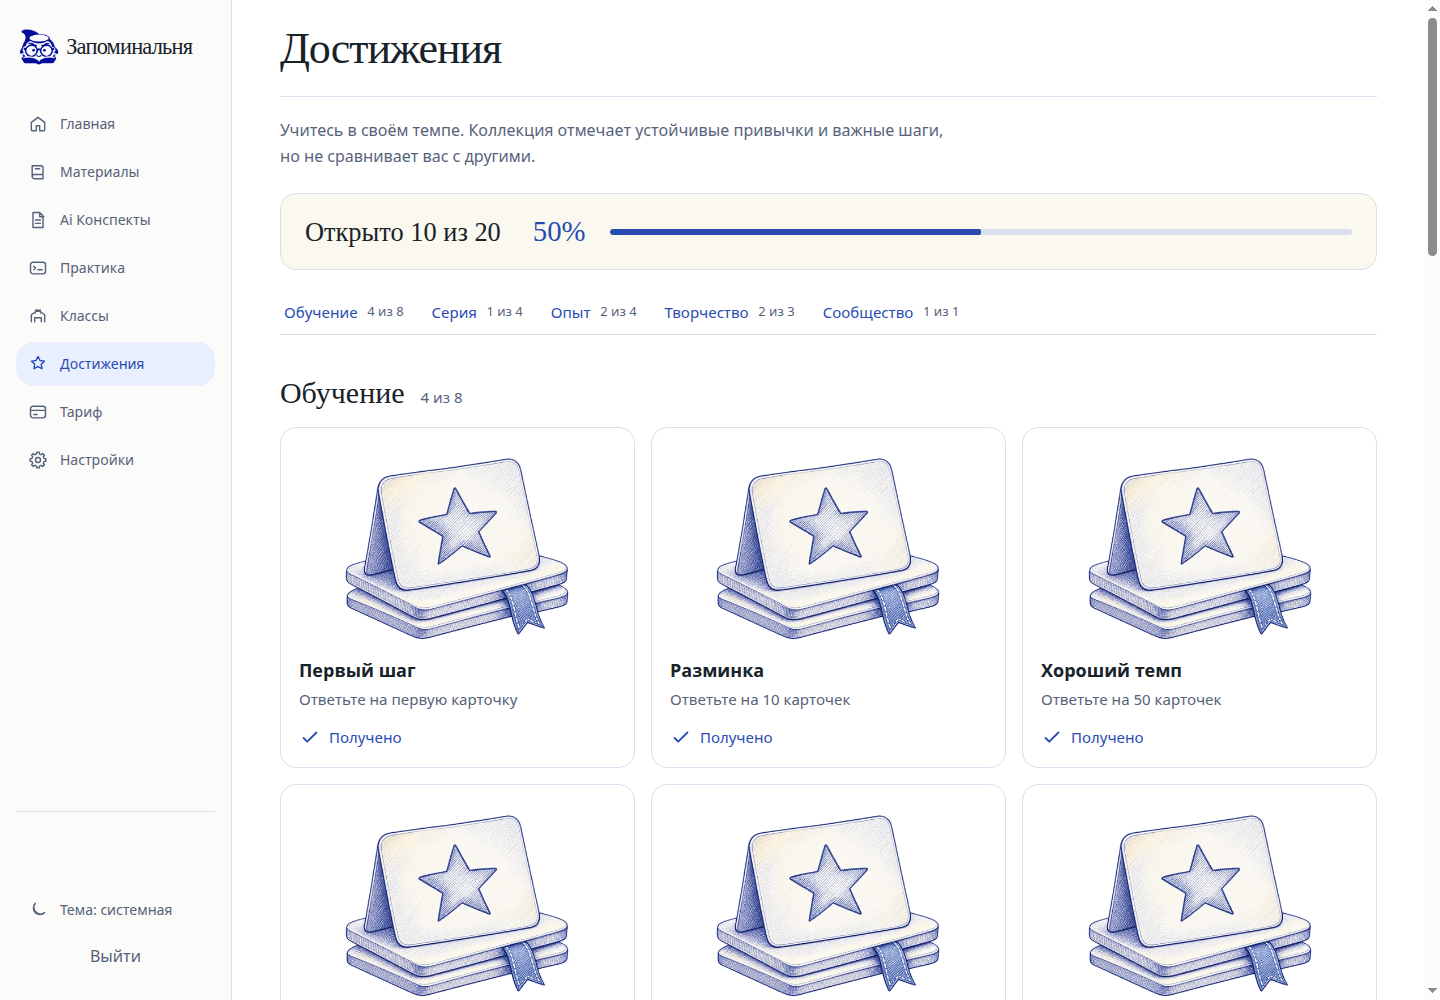 Запоминальня
Главная
Материалы
Ai Конспекты
Практика
Классы
Достижения
Тариф
Настройки
Тема: системная
Выйти
Достижения
Учитесь в своём темпе. Коллекция отмечает устойчивые привычки и важные шаги,
но не сравнивает вас с другими.
Открыто 10 из 20 50%
Обучение 4 из 8 Серия 1 из 4 Опыт 2 из 4 Творчество 2 из 3 Сообщество 1 из 1
Обучение 4 из 8
Первый шаг
Ответьте на первую карточку
Получено
Разминка
Ответьте на 10 карточек
Получено
Хороший темп
Ответьте на 50 карточек
Получено